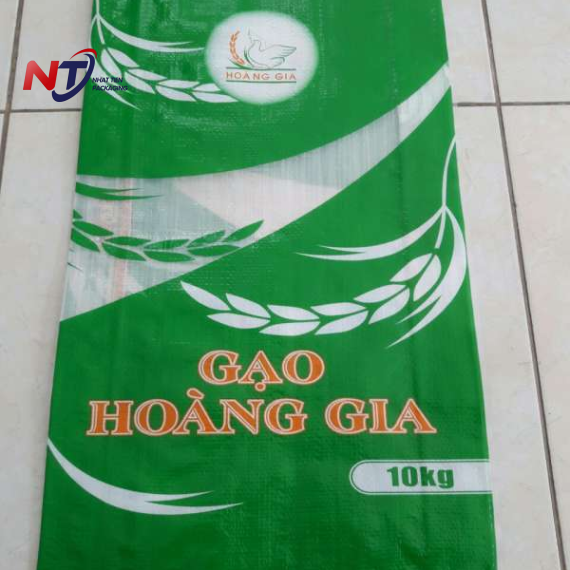 NT
NHAT TIN
PACKAGING
HOÀNG GIA
GẠO
HOÀNG GIA
10kg